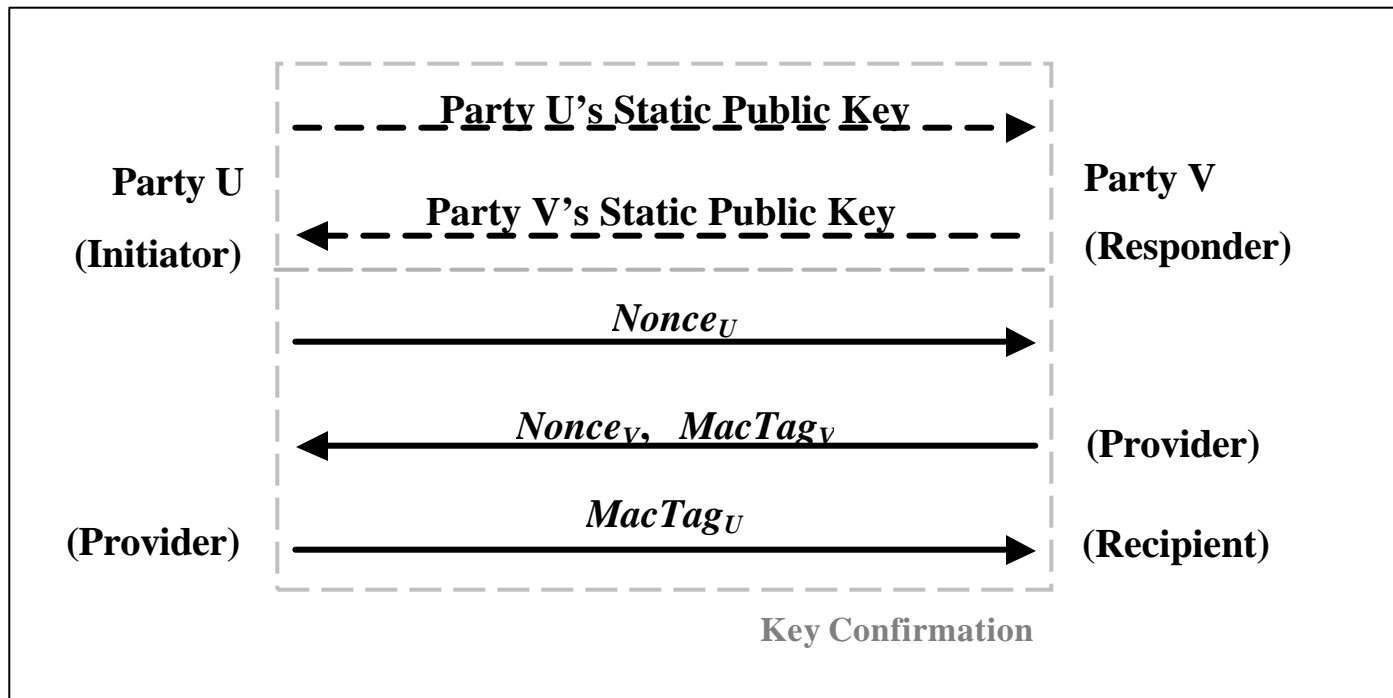 Party U’s Static Public Key
Party U
(Initiator)
Party V’s Static Public Key
Party V
(Responder)
NonceU
NonceV, MacTagV
(Provider)
(Provider)
MacTagU
(Recipient)
Key Confirmation